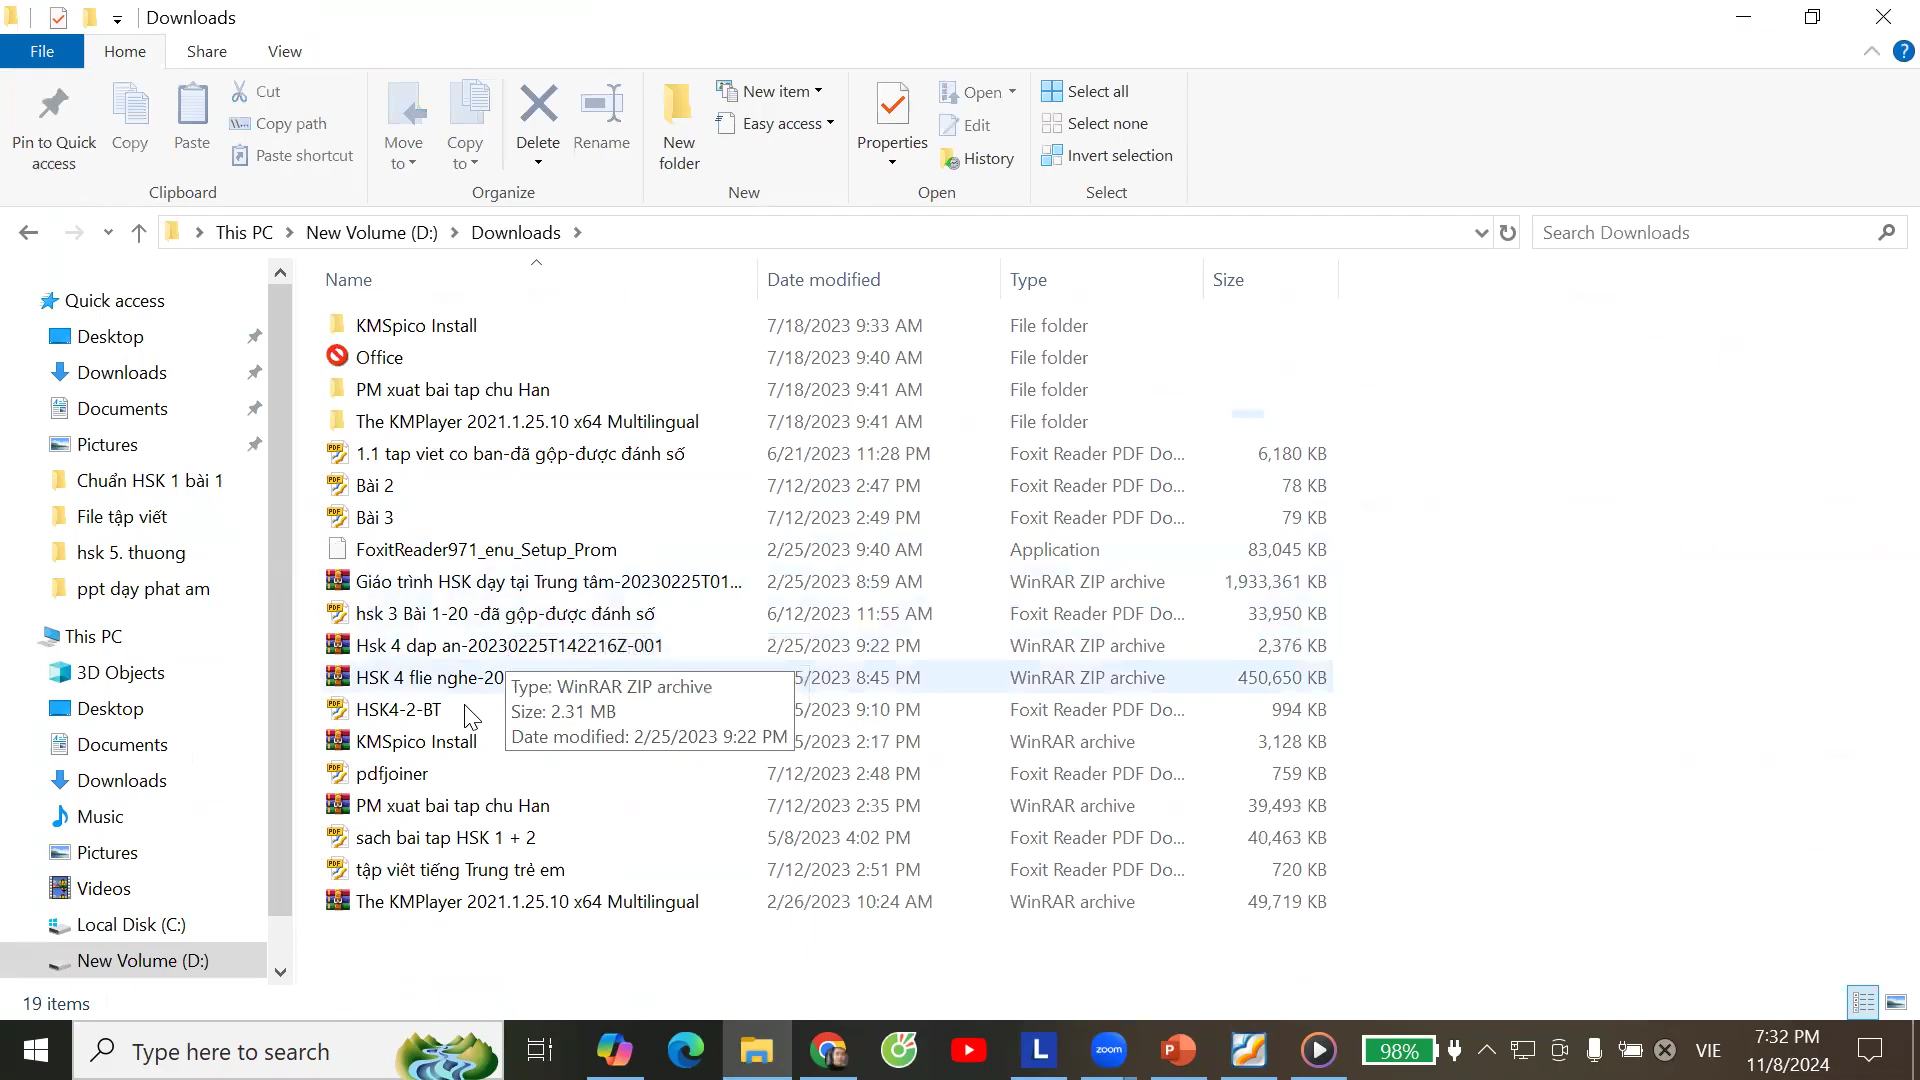 Downloads
File Home Share View
Pin to Quick access
Copy
Paste
Cut
Copy path
Paste shortcut
Clipboard
Move to
Copy to
Delete
Rename
Organize
New folder
New item
Easy access
New
Properties
Open
Edit
History
Open
Select all
Select none
Invert selection
Select
This PC New Volume (D:) Downloads
Search Downloads
Quick access
Desktop
Downloads
Documents
Pictures
Chuẩn HSK 1 bài 1
File tập viết
hsk 5. thuong
ppt dạy phat am
This PC
3D Objects
Desktop
Documents
Downloads
Music
Pictures
Videos
Local Disk (C:)
New Volume (D:)
Name Date modified Type Size
KMSpico Install 7/18/2023 9:33 AM File folder
Office 7/18/2023 9:40 AM File folder
PM xuat bai tap chu Han 7/18/2023 9:41 AM File folder
The KMPlayer 2021.1.25.10 x64 Multilingual 7/18/2023 9:41 AM File folder
1.1 tap viet co ban-đã gộp-được đánh số 6/21/2023 11:28 PM Foxit Reader PDF Do... 6,180 KB
Bài 2 7/12/2023 2:47 PM Foxit Reader PDF Do... 78 KB
Bài 3 7/12/2023 2:49 PM Foxit Reader PDF Do... 79 KB
FoxitReader971_enu_Setup_Prom 2/25/2023 9:40 AM Application 83,045 KB
Giáo trình HSK dạy tại Trung tâm-20230225T01... 2/25/2023 8:59 AM WinRAR ZIP archive 1,933,361 KB
hsk 3 Bài 1-20 -đã gộp-được đánh số 6/12/2023 11:55 AM Foxit Reader PDF Do... 33,950 KB
Hsk 4 dap an-20230225T142216Z-001 2/25/2023 9:22 PM WinRAR ZIP archive 2,376 KB
HSK 4 flie nghe-20 5/2023 8:45 PM WinRAR ZIP archive 450,650 KB
HSK4-2-BT 5/2023 9:10 PM Foxit Reader PDF Do... 994 KB
KMSpico Install 5/2023 2:17 PM WinRAR archive 3,128 KB
pdfjoiner 7/12/2023 2:48 PM Foxit Reader PDF Do... 759 KB
PM xuat bai tap chu Han 7/12/2023 2:35 PM WinRAR archive 39,493 KB
sach bai tap HSK 1 + 2 5/8/2023 4:02 PM Foxit Reader PDF Do... 40,463 KB
tập viêt tiếng Trung trẻ em 7/12/2023 2:51 PM Foxit Reader PDF Do... 720 KB
The KMPlayer 2021.1.25.10 x64 Multilingual 2/26/2023 10:24 AM WinRAR archive 49,719 KB
Type: WinRAR ZIP archive
Size: 2.31 MB
Date modified: 2/25/2023 9:22 PM
19 items
Type here to search
L
zoom
98%
VIE
7:32 PM
11/8/2024